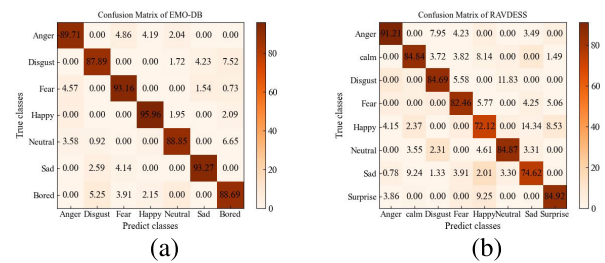 Confusion Matrix of EMO-DB
Anger 89.71 0.00 4.86 4.19 2.04 0.00 0.00
Disgust 0.00 87.89 0.00 0.00 1.72 4.23 7.52
Fear 4.57 0.00 93.16 0.00 0.00 1.54 0.73
Happy 0.00 0.00 0.00 95.96 1.95 0.00 2.09
Neutral 3.58 0.92 0.00 0.00 88.85 0.00 6.65
Sad 0.00 2.59 4.14 0.00 0.00 93.27 0.00
Bored 0.00 5.25 3.91 2.15 0.00 0.00 88.69
Anger Disgust Fear Happy Neutral Sad Bored
Predict classes
True classes
80
60
40
20
0
(a)
Confusion Matrix of RAVDESS
Anger 91.21 0.00 7.95 4.23 0.00 0.00 3.49 0.00
calm 0.00 84.84 3.72 3.82 8.14 0.00 0.00 1.49
Disgust 0.00 0.00 84.69 5.58 0.00 11.83 0.00 0.00
Fear 0.00 0.00 0.00 82.46 5.77 0.00 4.25 5.06
Happy 4.15 2.37 0.00 0.00 72.12 0.00 14.34 8.53
Neutral 0.00 3.55 2.31 0.00 4.61 84.87 3.31 0.00
Sad 0.78 9.24 1.33 3.91 2.01 3.30 74.62 0.00
Surprise 3.86 0.00 0.00 0.00 9.25 0.00 0.00 84.92
Anger calm Disgust Fear Happy Neutral Sad Surprise
Predict classes
True classes
80
60
40
20
0
(b)